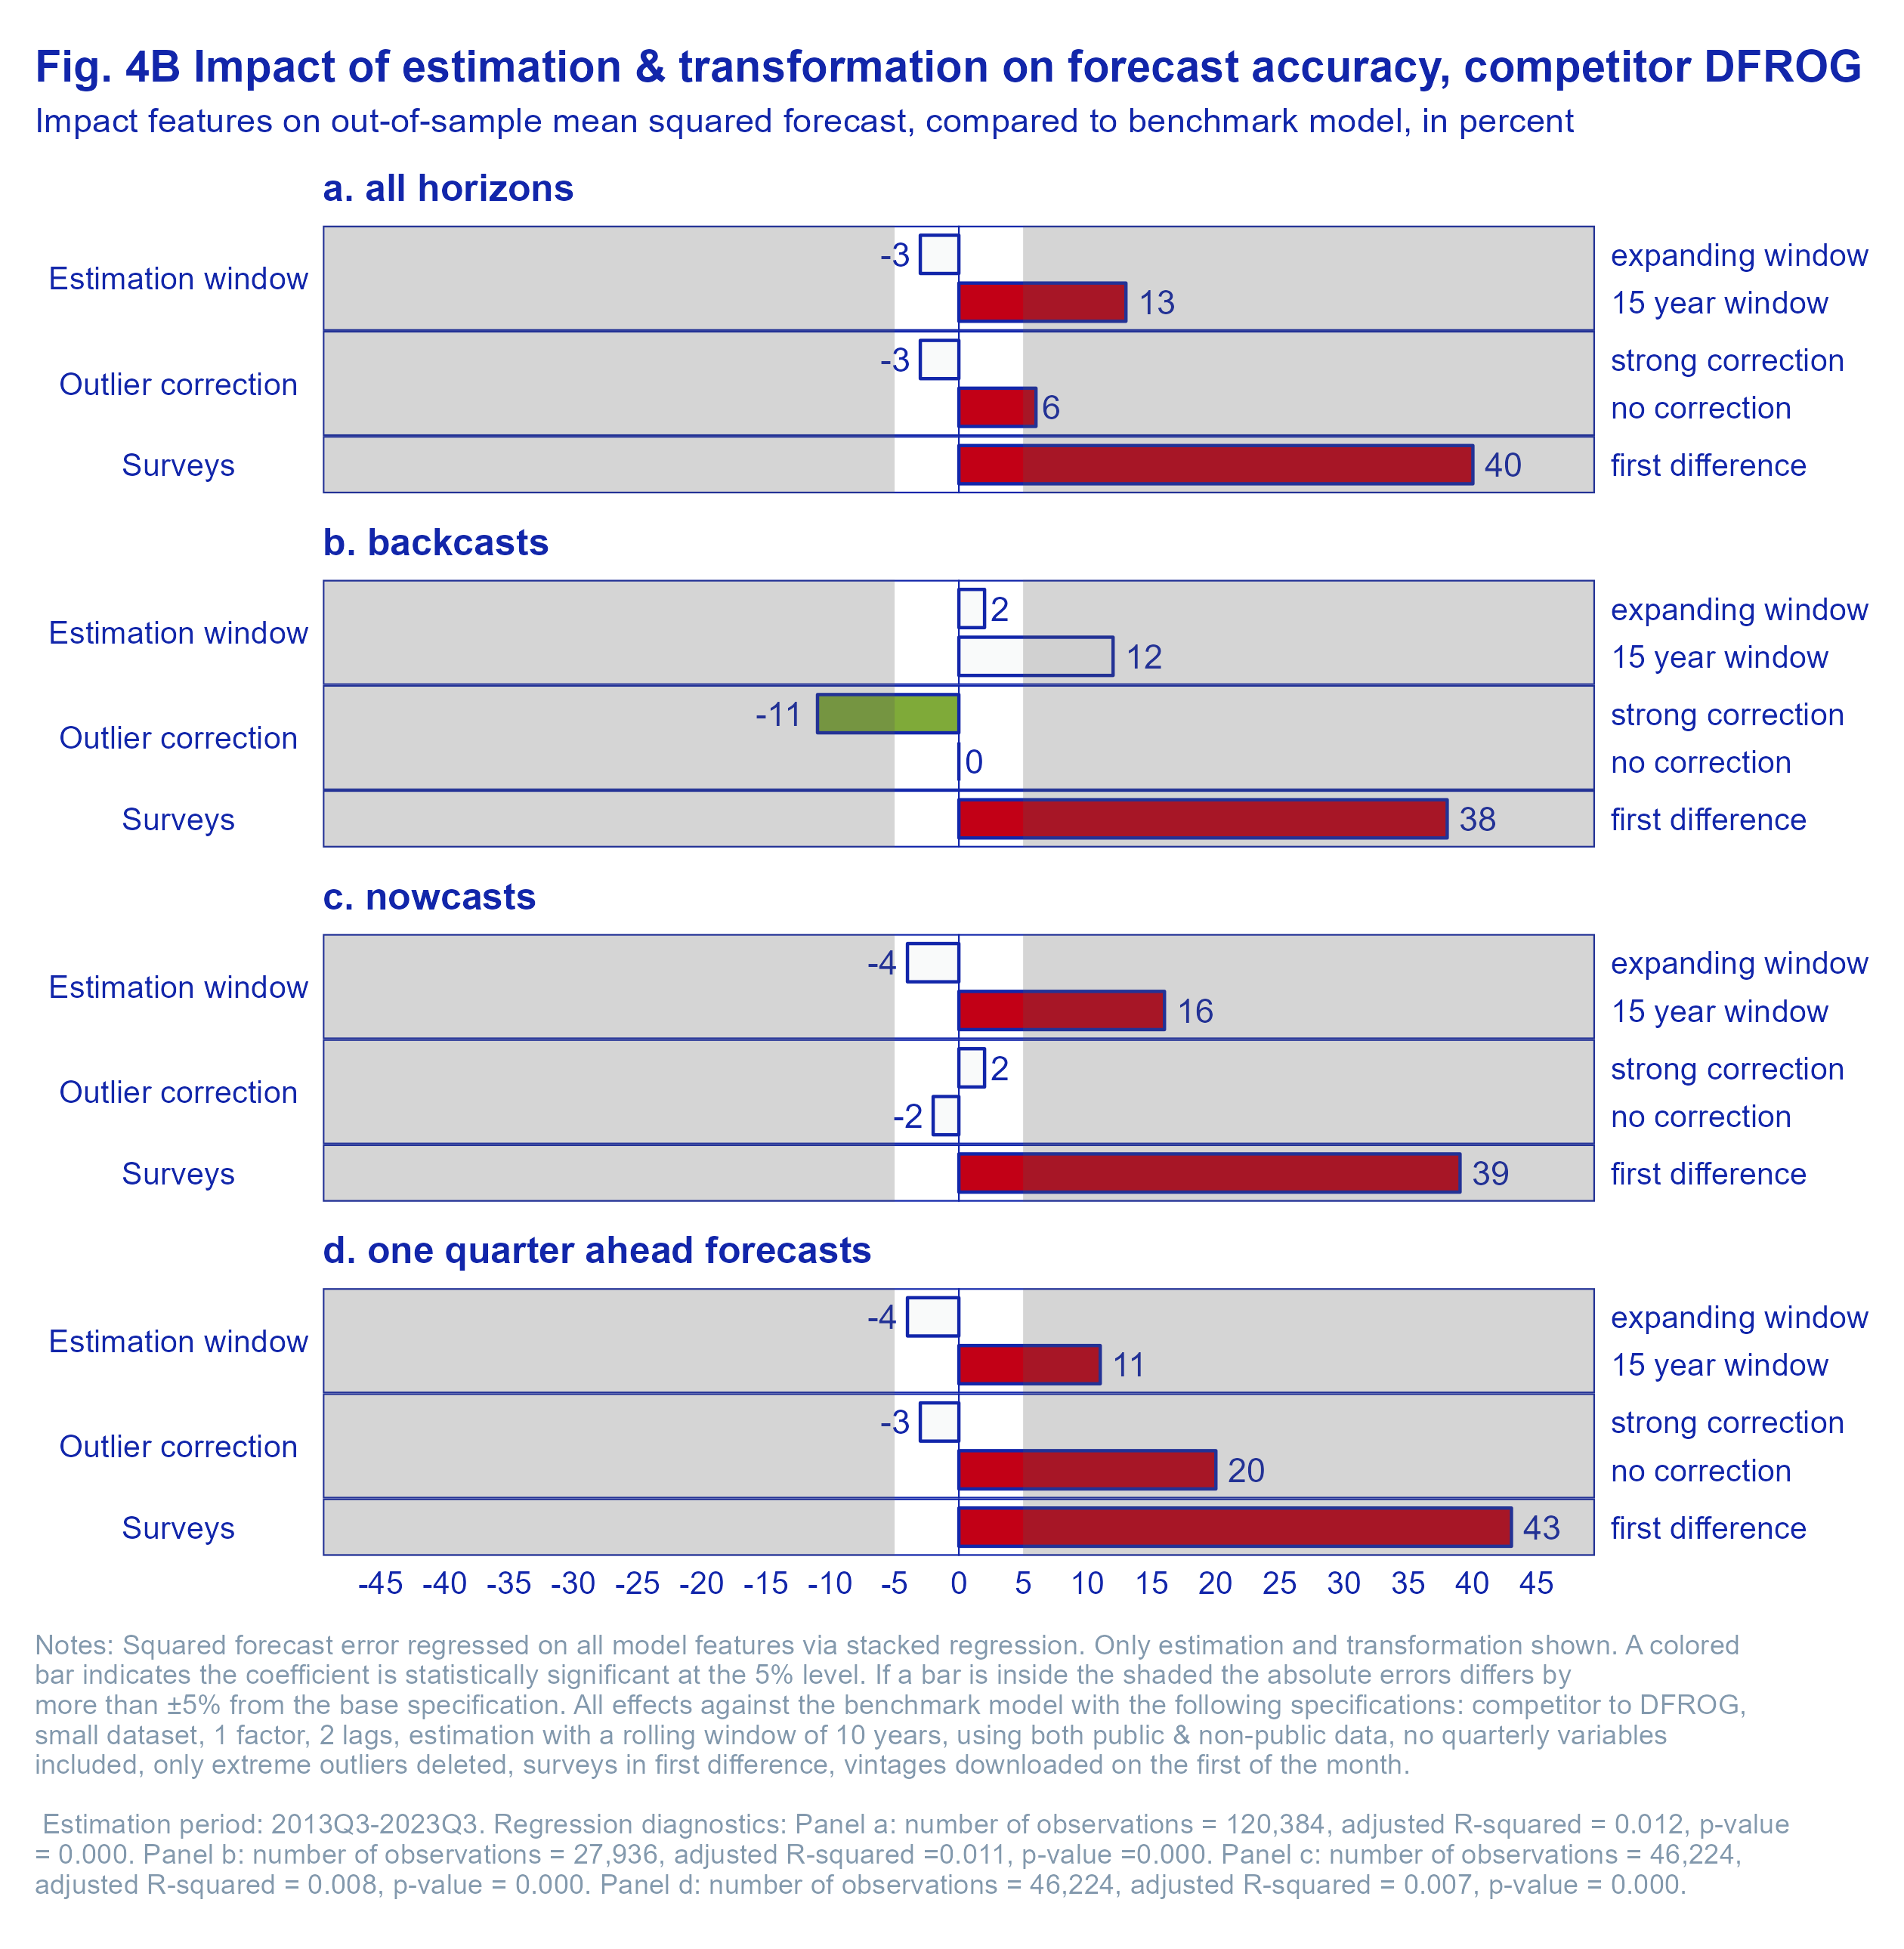 Fig. 4B Impact of estimation & transformation on forecast accuracy, competitor DFROG
Impact features on out-of-sample mean squared forecast, compared to benchmark model, in percent
a. all horizons
Estimation window
-3
expanding window
13
15 year window
Outlier correction
-3
strong correction
6
no correction
Surveys
40
first difference
b. backcasts
Estimation window
2
expanding window
12
15 year window
Outlier correction
-11
strong correction
0
no correction
Surveys
38
first difference
c. nowcasts
Estimation window
-4
expanding window
16
15 year window
Outlier correction
2
strong correction
-2
no correction
Surveys
39
first difference
d. one quarter ahead forecasts
Estimation window
-4
expanding window
11
15 year window
Outlier correction
-3
strong correction
20
no correction
Surveys
43
first difference
-45 -40 -35 -30 -25 -20 -15 -10 -5 0 5 10 15 20 25 30 35 40 45
Notes: Squared forecast error regressed on all model features via stacked regression. Only estimation and transformation shown. A colored
bar indicates the coefficient is statistically significant at the 5% level. If a bar is inside the shaded the absolute errors differs by
more than ±5% from the base specification. All effects against the benchmark model with the following specifications: competitor to DFROG,
small dataset, 1 factor, 2 lags, estimation with a rolling window of 10 years, using both public & non-public data, no quarterly variables
included, only extreme outliers deleted, surveys in first difference, vintages downloaded on the first of the month.
Estimation period: 2013Q3-2023Q3. Regression diagnostics: Panel a: number of observations = 120,384, adjusted R-squared = 0.012, p-value
= 0.000. Panel b: number of observations = 27,936, adjusted R-squared =0.011, p-value =0.000. Panel c: number of observations = 46,224,
adjusted R-squared = 0.008, p-value = 0.000. Panel d: number of observations = 46,224, adjusted R-squared = 0.007, p-value = 0.000.